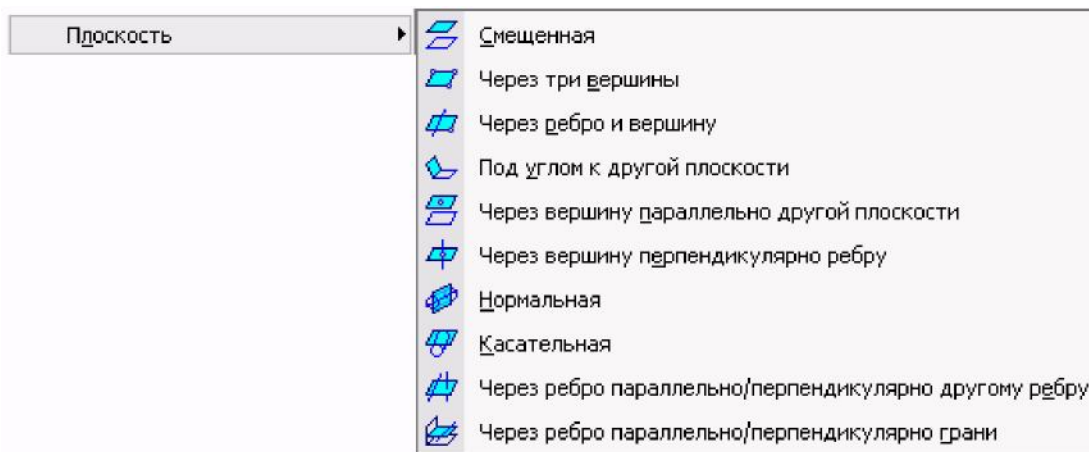 Плоскость
Смещенная
Через три вершины
Через ребро и вершину
Под углом к другой плоскости
Через вершину параллельно другой плоскости
Через вершину перпендикулярно ребру
Нормальная
Касательная
Через ребро параллельно/перпендикулярно другому ребру
Через ребро параллельно/перпендикулярно грани